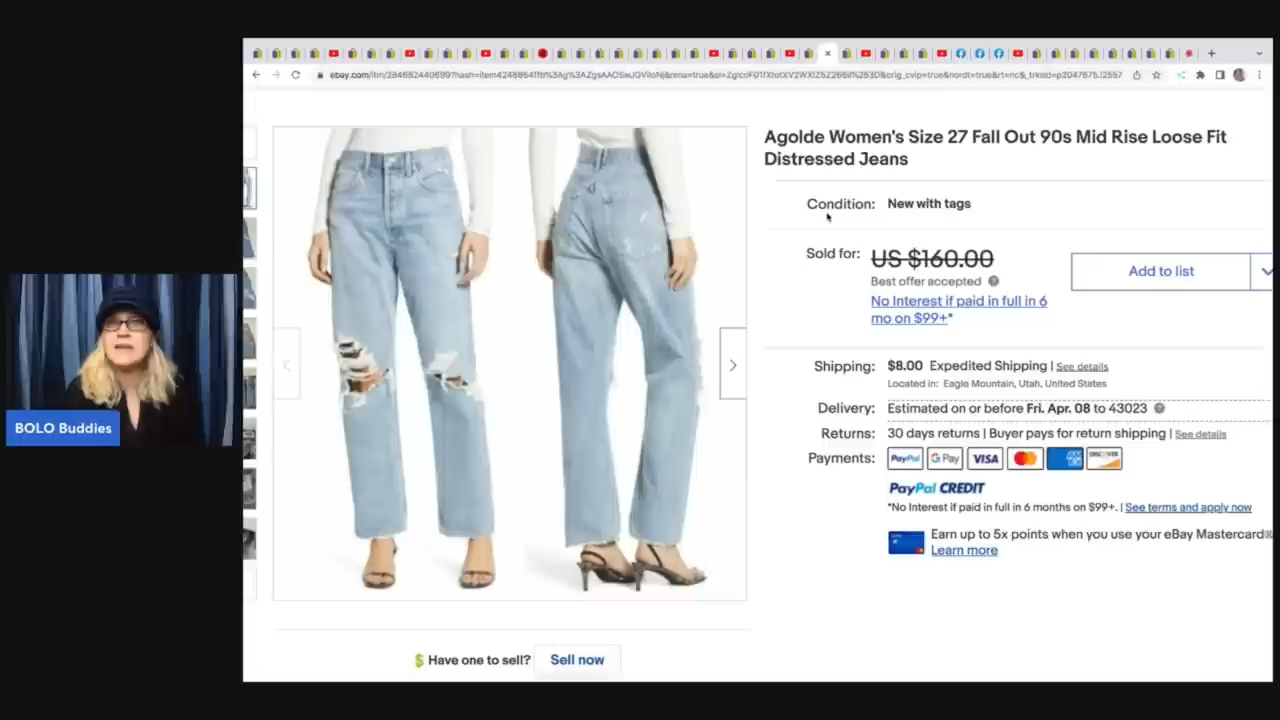 Agolde Women's Size 27 Fall Out 90s Mid Rise Loose Fit
Distressed Jeans
Condition: New with tags
Sold for: US $160.00
Best offer accepted
No Interest if paid in full in 6
mo on $99+*
Add to list
Shipping: $8.00 Expedited Shipping | See details
Located in: Eagle Mountain, Utah, United States
Delivery: Estimated on or before Fri. Apr. 08 to 43023
Returns: 30 days returns | Buyer pays for return shipping | See details
Payments: PayPal G Pay VISA DISCOVER
PayPal CREDIT
*No Interest if paid in full in 6 months on $99+. | See terms and apply now
Earn up to 5x points when you use your eBay Mastercard®
Learn more
BOLO Buddies
Have one to sell? Sell now